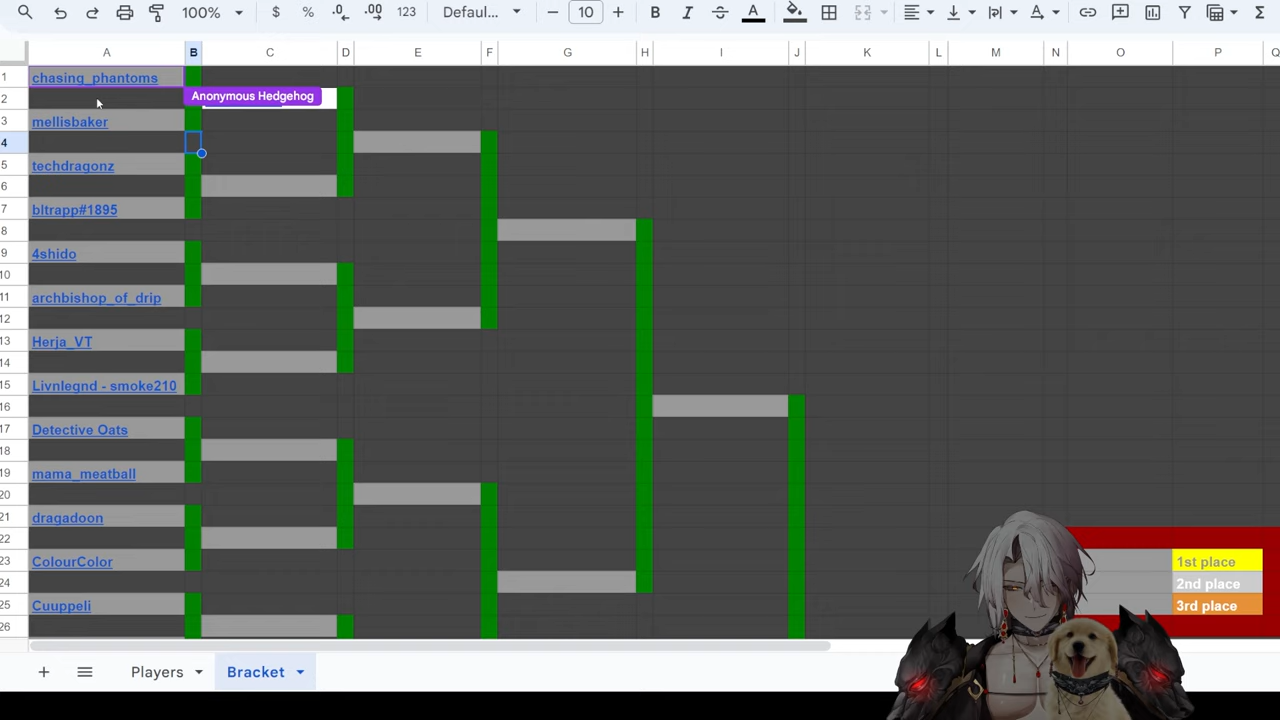 100% $ % .0 .00 123 Defaul... 10 B I A
A B C D E F G H I J K L M N O P Q
1 chasing_phantoms
2 Anonymous Hedgehog
3 mellisbaker
4
5 techdragonz
6
7 bltrapp#1895
8
9 4shido
10
11 archbishop_of_drip
12
13 Herja_VT
14
15 Livnlegnd - smoke210
16
17 Detective Oats
18
19 mama_meatball
20
21 dragadoon
22
23 ColourColor 1st place
24 2nd place
25 Cuuppeli 3rd place
26
Players Bracket